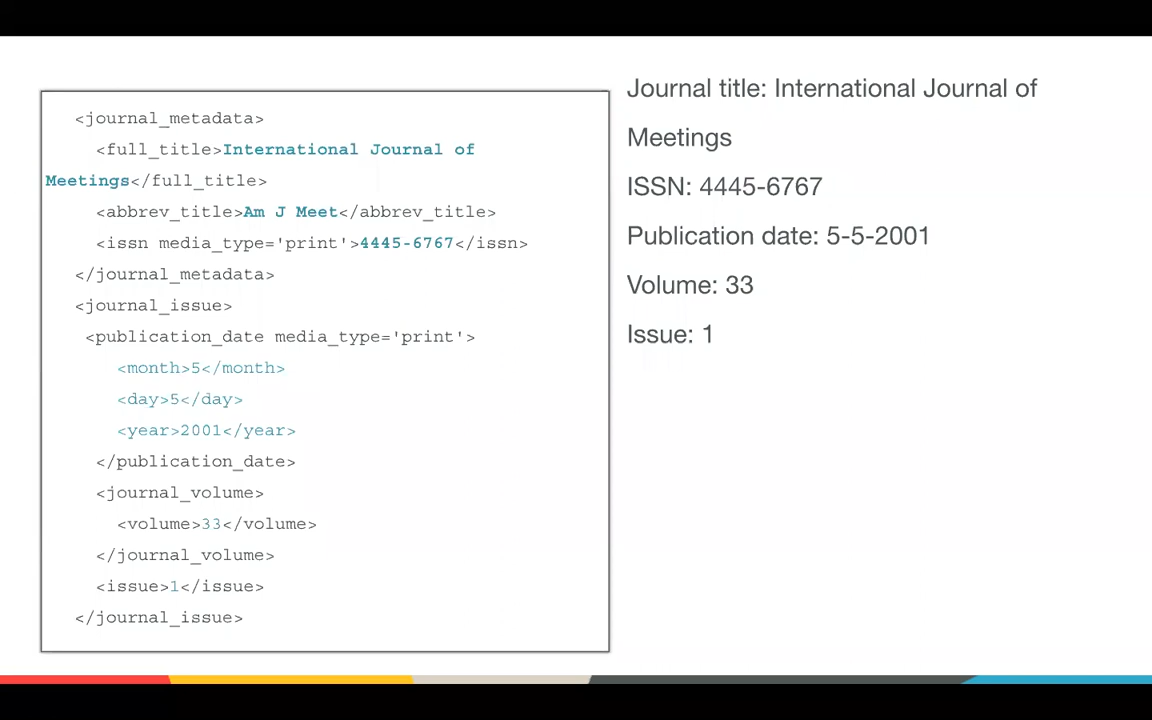 <journal_metadata>
<full_title>International Journal of
Meetings</full_title>
<abbrev_title>Am J Meet</abbrev_title>
<issn media_type='print'>4445-6767</issn>
</journal_metadata>
<journal_issue>
<publication_date media_type='print'>
<month>5</month>
<day>5</day>
<year>2001</year>
</publication_date>
<journal_volume>
<volume>33</volume>
</journal_volume>
<issue>1</issue>
</journal_issue>
Journal title: International Journal of
Meetings
ISSN: 4445-6767
Publication date: 5-5-2001
Volume: 33
Issue: 1